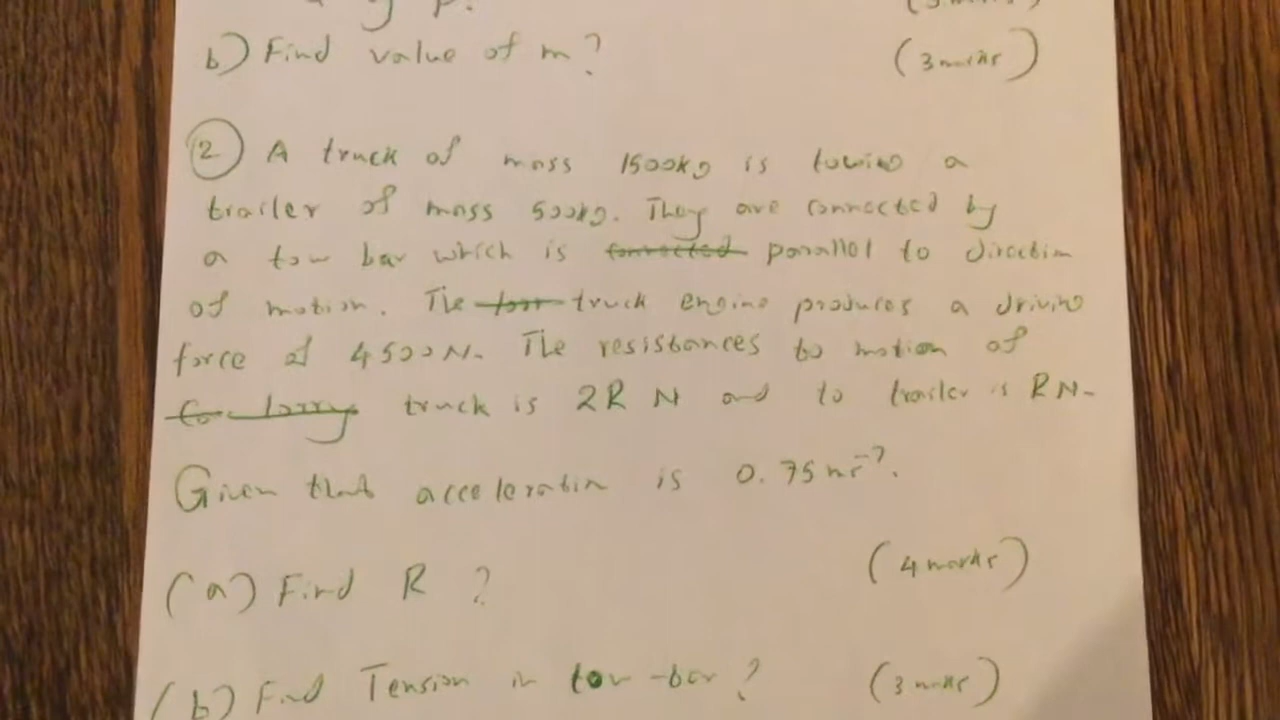 b) Find value of m? (3 marks)
② A truck of mass 1500kg is towing a
trailer of mass 500kg. They are connected by
a tow bar which is connected parallel to direction
of motion. The truck engine produces a driving
force of 4500N. The resistances to motion of
lorry truck is 2R N and to trailer is RN.
Given that acceleration is 0.75 ms⁻².
(a) Find R ? (4 marks)
(b) Find Tension in tow-bar ? (3 marks)